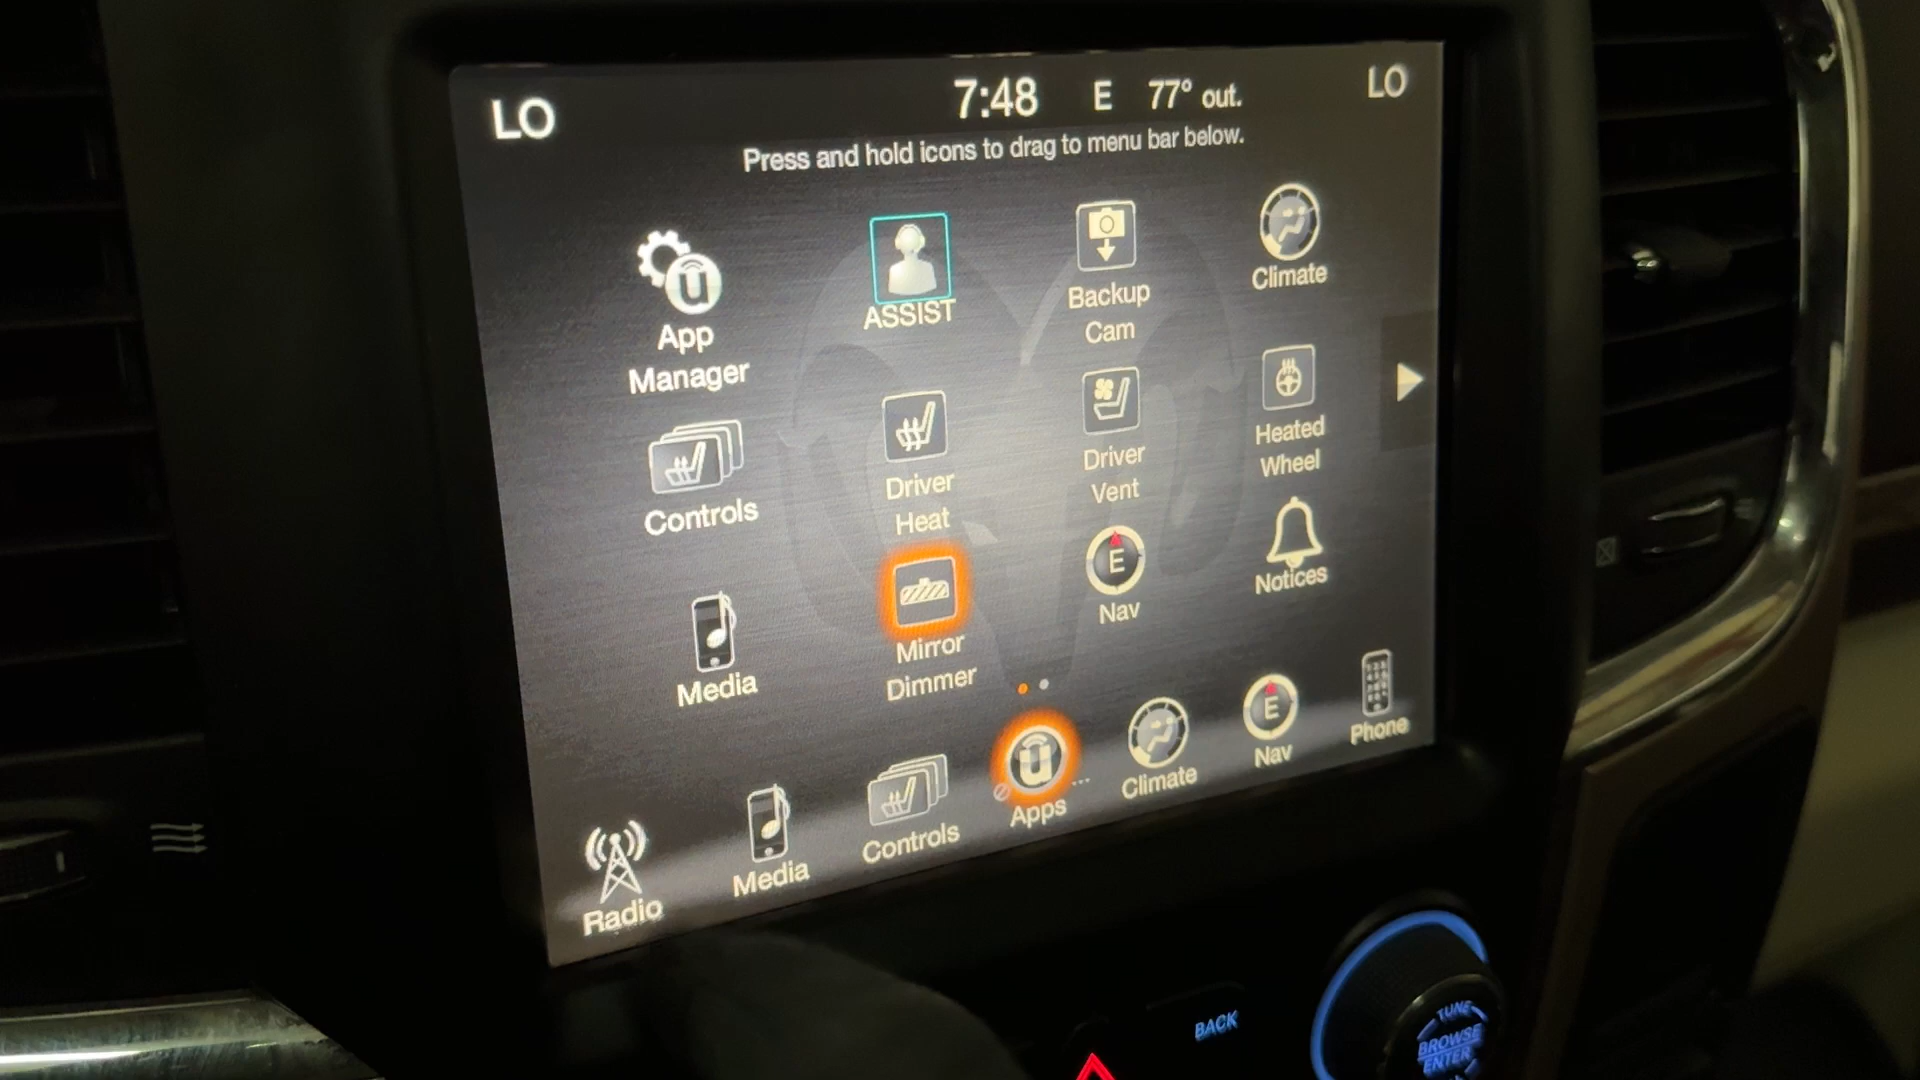 LO 7:48 E 77° out. LO
Press and hold icons to drag to menu bar below.
App
Manager
ASSIST
Backup
Cam
Climate
Controls
Driver
Heat
Driver
Vent
Heated
Wheel
Media
Mirror
Dimmer
E
Nav
Notices
Radio
Media
Controls
Apps
Climate
E
Nav
Phone
BACK
TUNE
BROWSE
ENTER